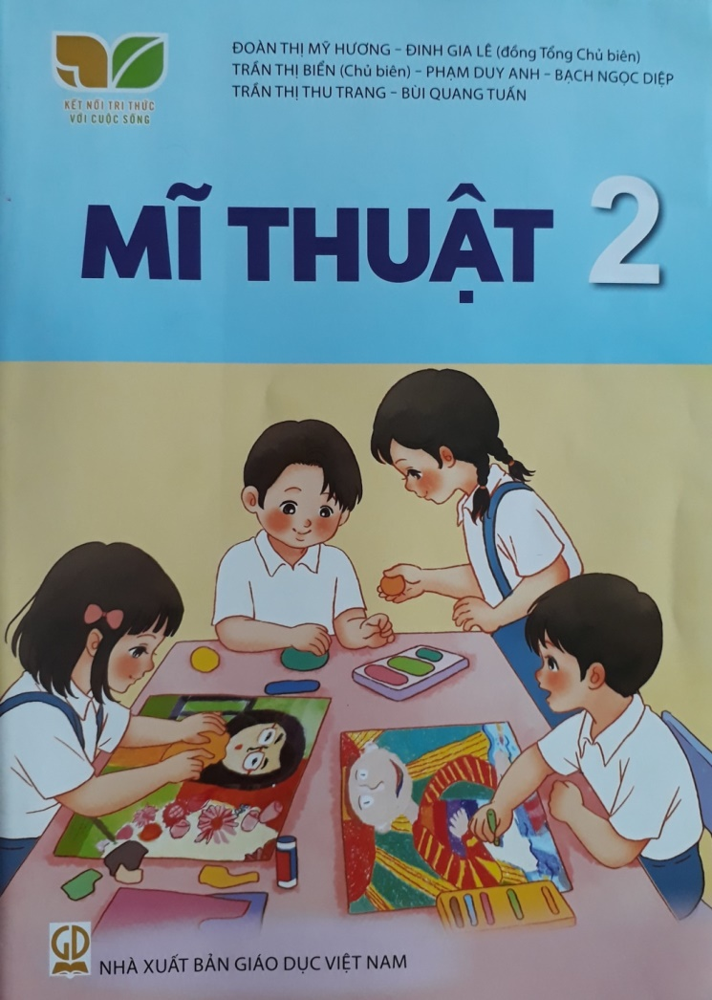 KẾT NỐI TRI THỨC
VỚI CUỘC SỐNG
ĐOÀN THỊ MỸ HƯƠNG – ĐINH GIA LÊ (đồng Tổng Chủ biên)
TRẦN THỊ BIỂN (Chủ biên) – PHẠM DUY ANH – BẠCH NGỌC DIỆP
TRẦN THỊ THU TRANG – BÙI QUANG TUẤN
MĨ THUẬT 2
GD
NHÀ XUẤT BẢN GIÁO DỤC VIỆT NAM